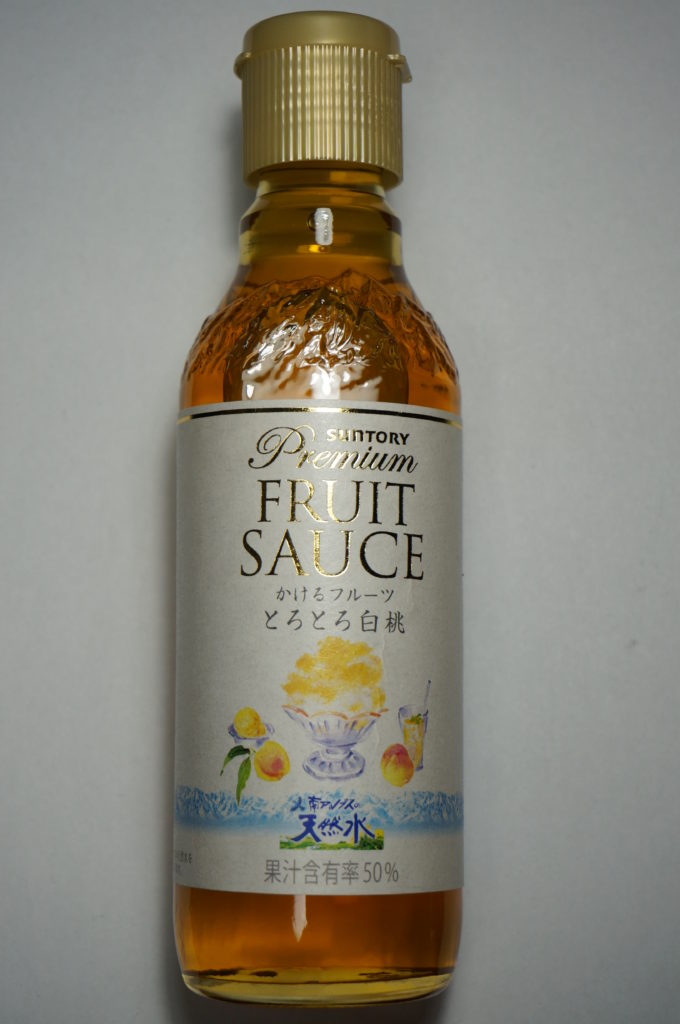 SUNTORY
Premium
FRUIT
SAUCE
かけるフルーツ
とろとろ白桃
南アルプスの
天然水
果汁含有率50%